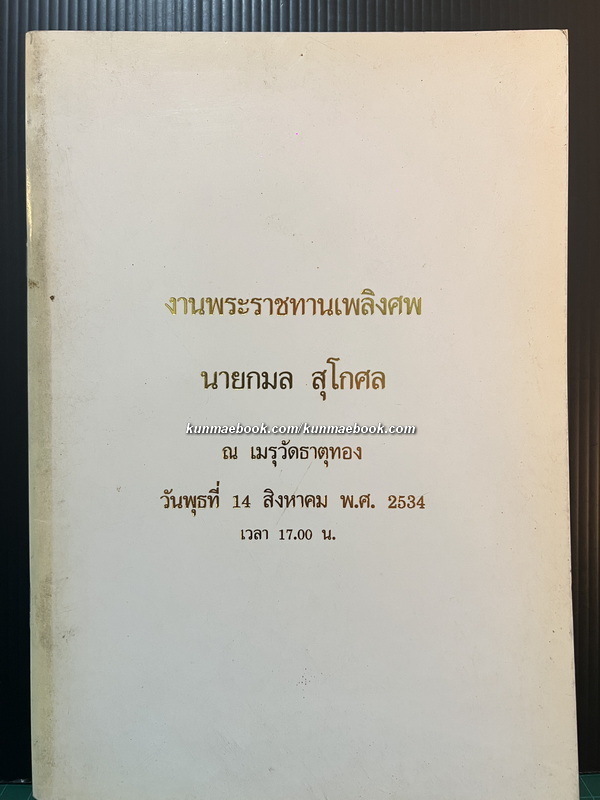 งานพระราชทานเพลิงศพ
นายกมล สุโกศล
kunmaebook.com/kunmaebook.com
ณ เมรุวัดธาตุทอง
วันพุธที่ 14 สิงหาคม พ.ศ. 2534
เวลา 17.00 น.